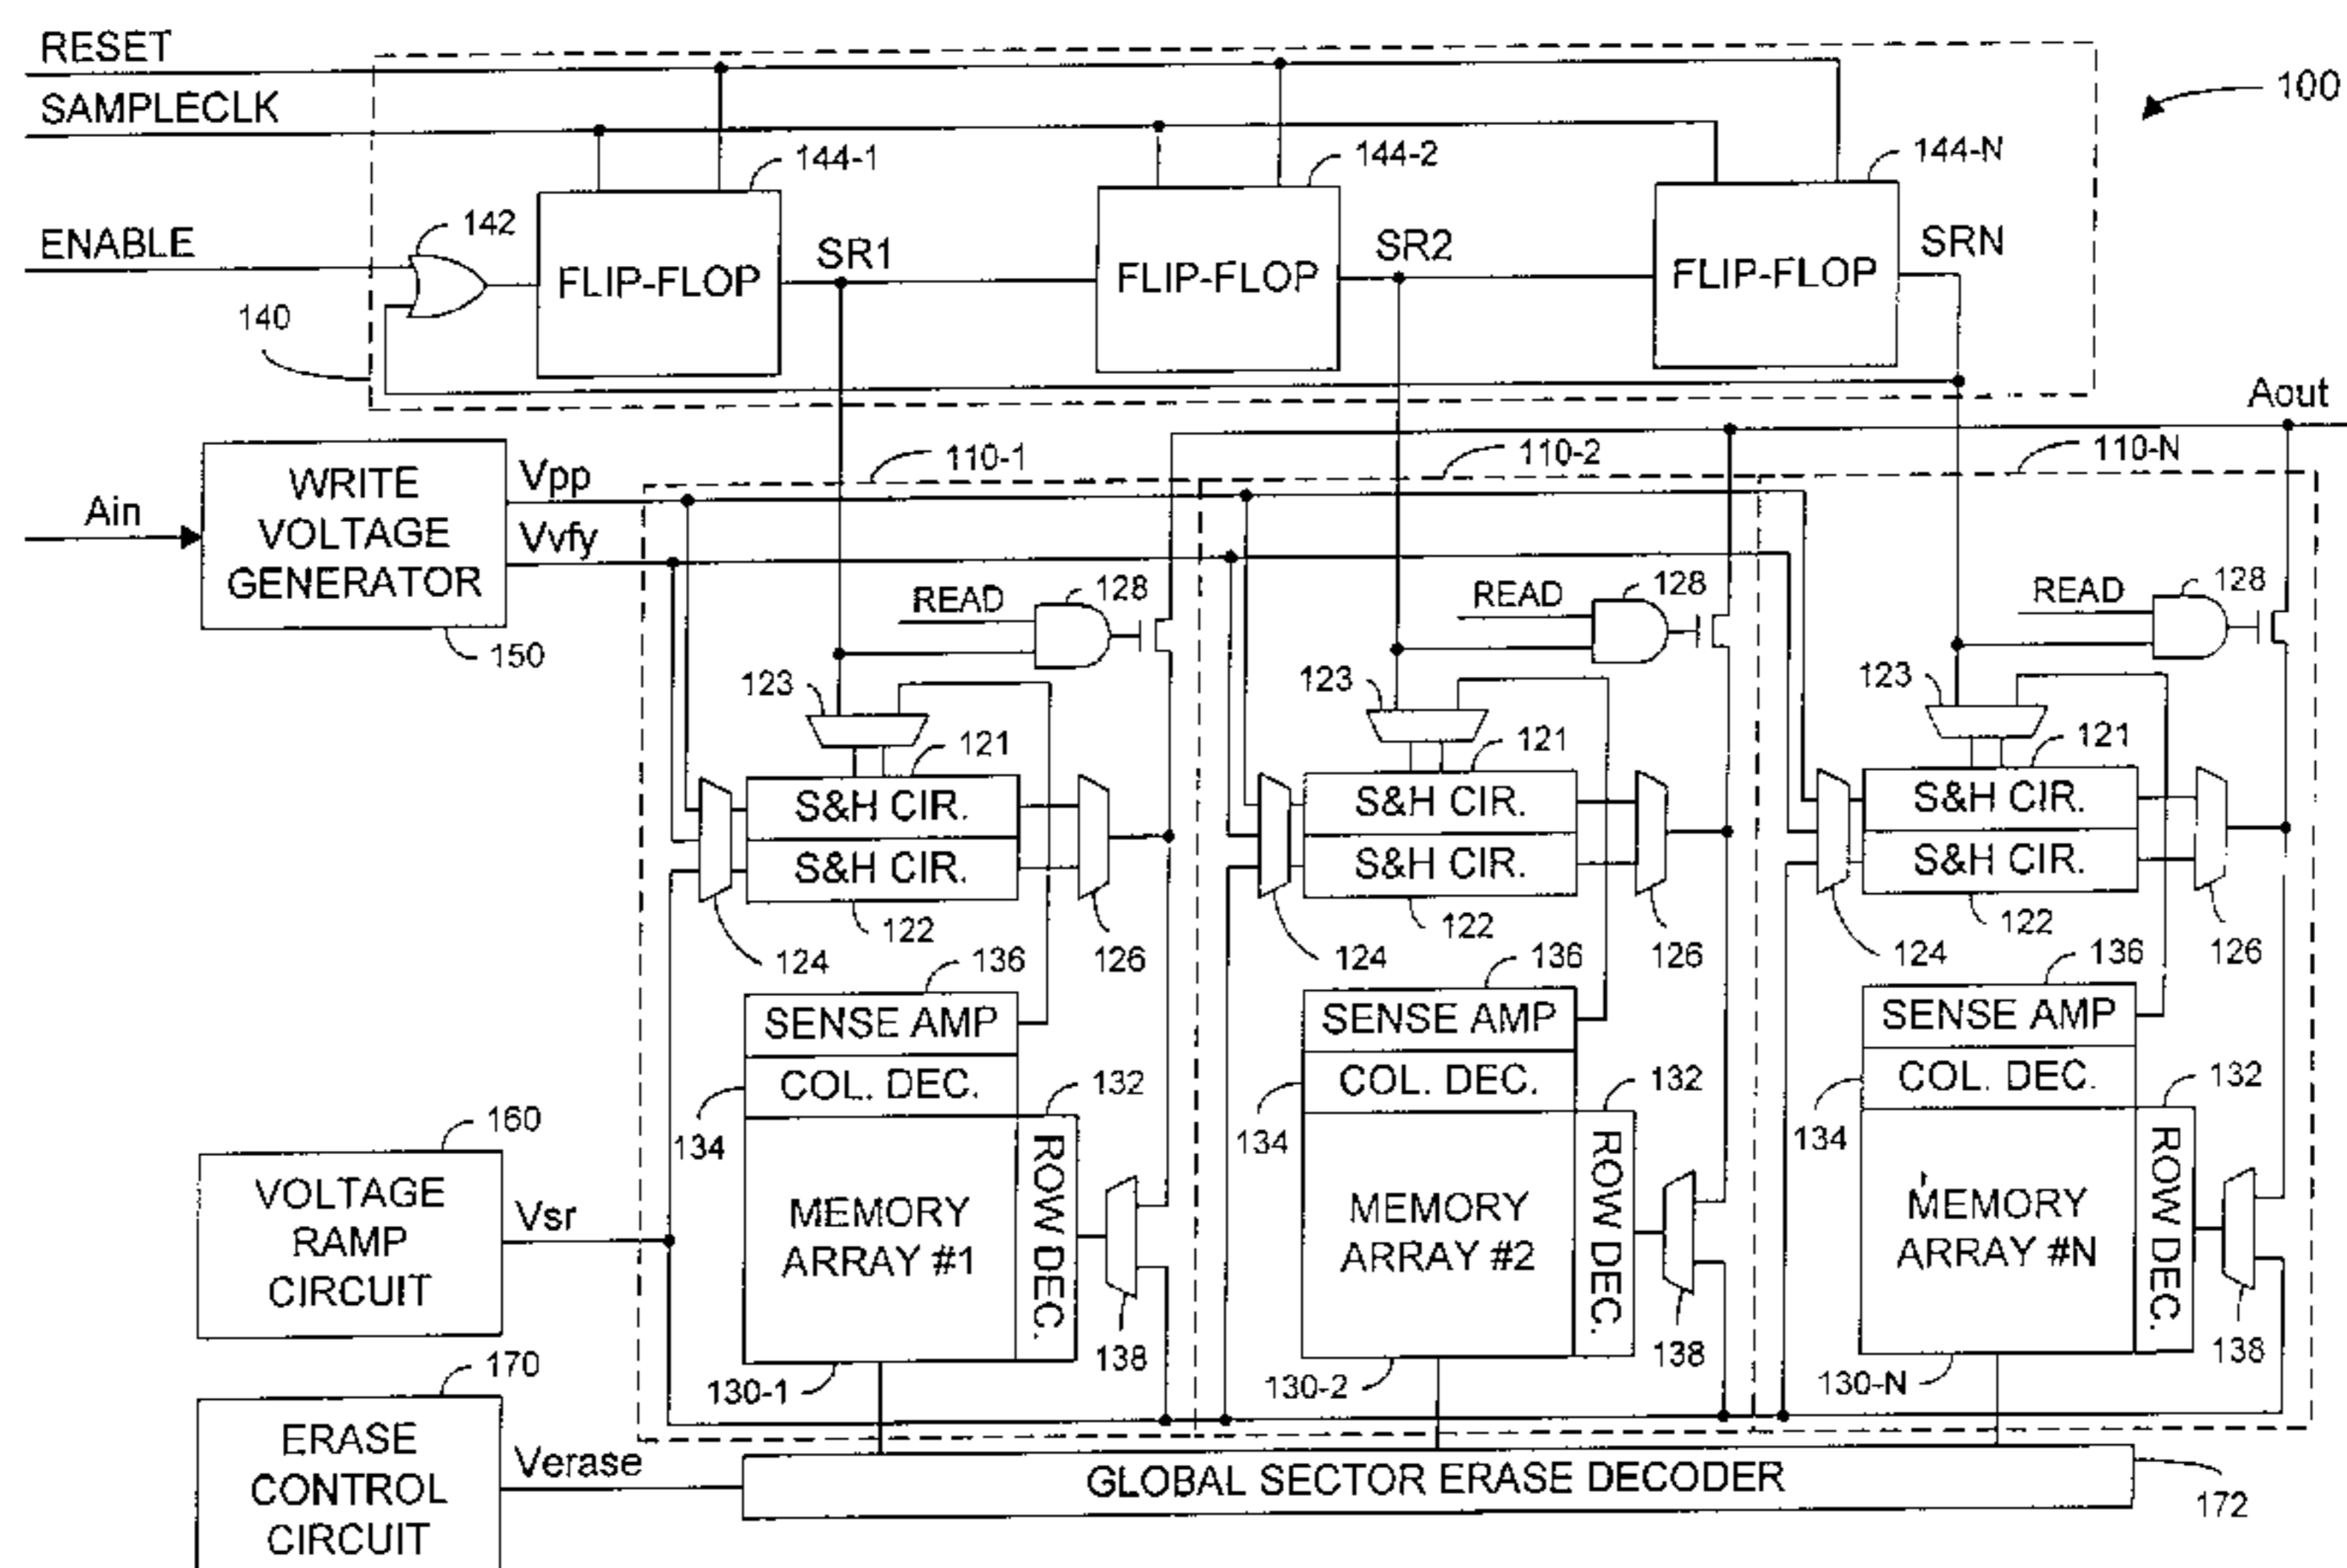 RESET
SAMPLECLK
100
144-1
144-2
144-N
ENABLE
142
FLIP-FLOP
SR1
FLIP-FLOP
SR2
FLIP-FLOP
SRN
140
Aout
110-1
110-2
110-N
Ain
WRITE
VOLTAGE
GENERATOR
150
Vpp
Vvfy
READ
128
READ
128
READ
128
123
123
123
121
121
121
S&H CIR.
S&H CIR.
S&H CIR.
S&H CIR.
S&H CIR.
S&H CIR.
122
122
122
124
126
124
126
124
126
136
136
136
SENSE AMP
SENSE AMP
SENSE AMP
COL. DEC.
COL. DEC.
COL. DEC.
132
132
132
134
134
134
MEMORY
ARRAY #1
ROW DEC.
MEMORY
ARRAY #2
ROW DEC.
MEMORY
ARRAY #N
ROW DEC.
138
138
138
130-1
130-2
130-N
160
VOLTAGE
RAMP
CIRCUIT
Vsr
170
ERASE
CONTROL
CIRCUIT
Verase
GLOBAL SECTOR ERASE DECODER
172